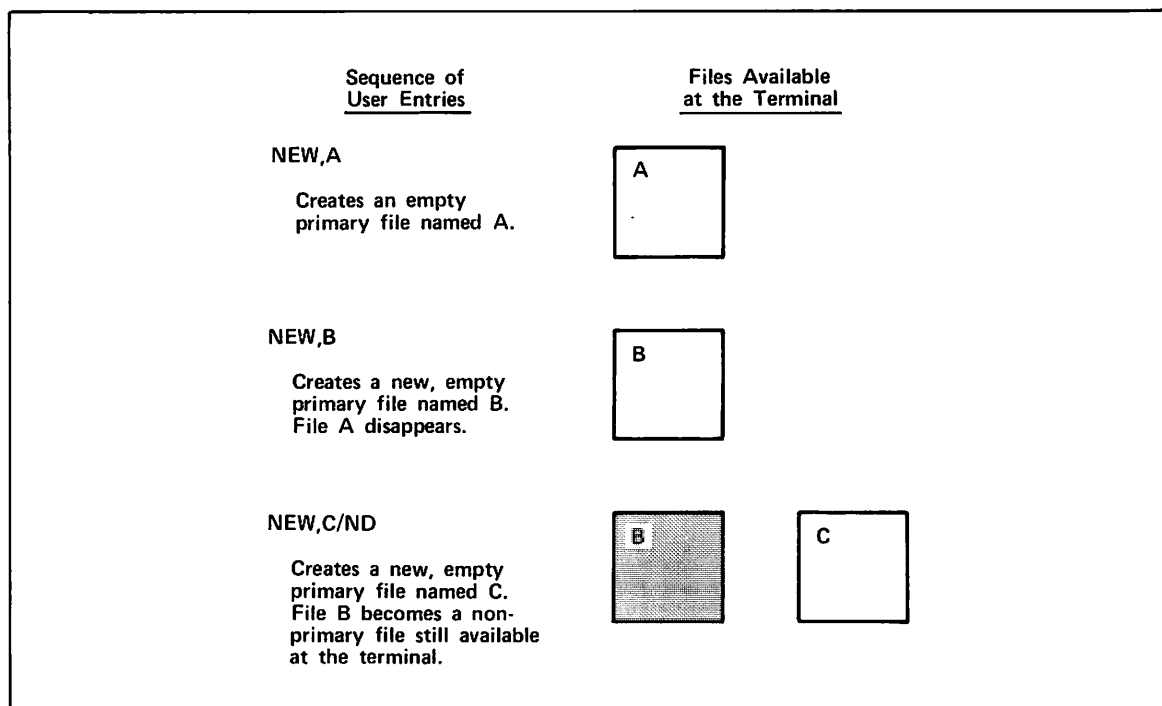 Sequence of
User Entries
Files Available
at the Terminal
NEW,A
Creates an empty
primary file named A.
A
NEW,B
Creates a new, empty
primary file named B.
File A disappears.
B
NEW,C/ND
Creates a new, empty
primary file named C.
File B becomes a non-
primary file still available
at the terminal.
B
C